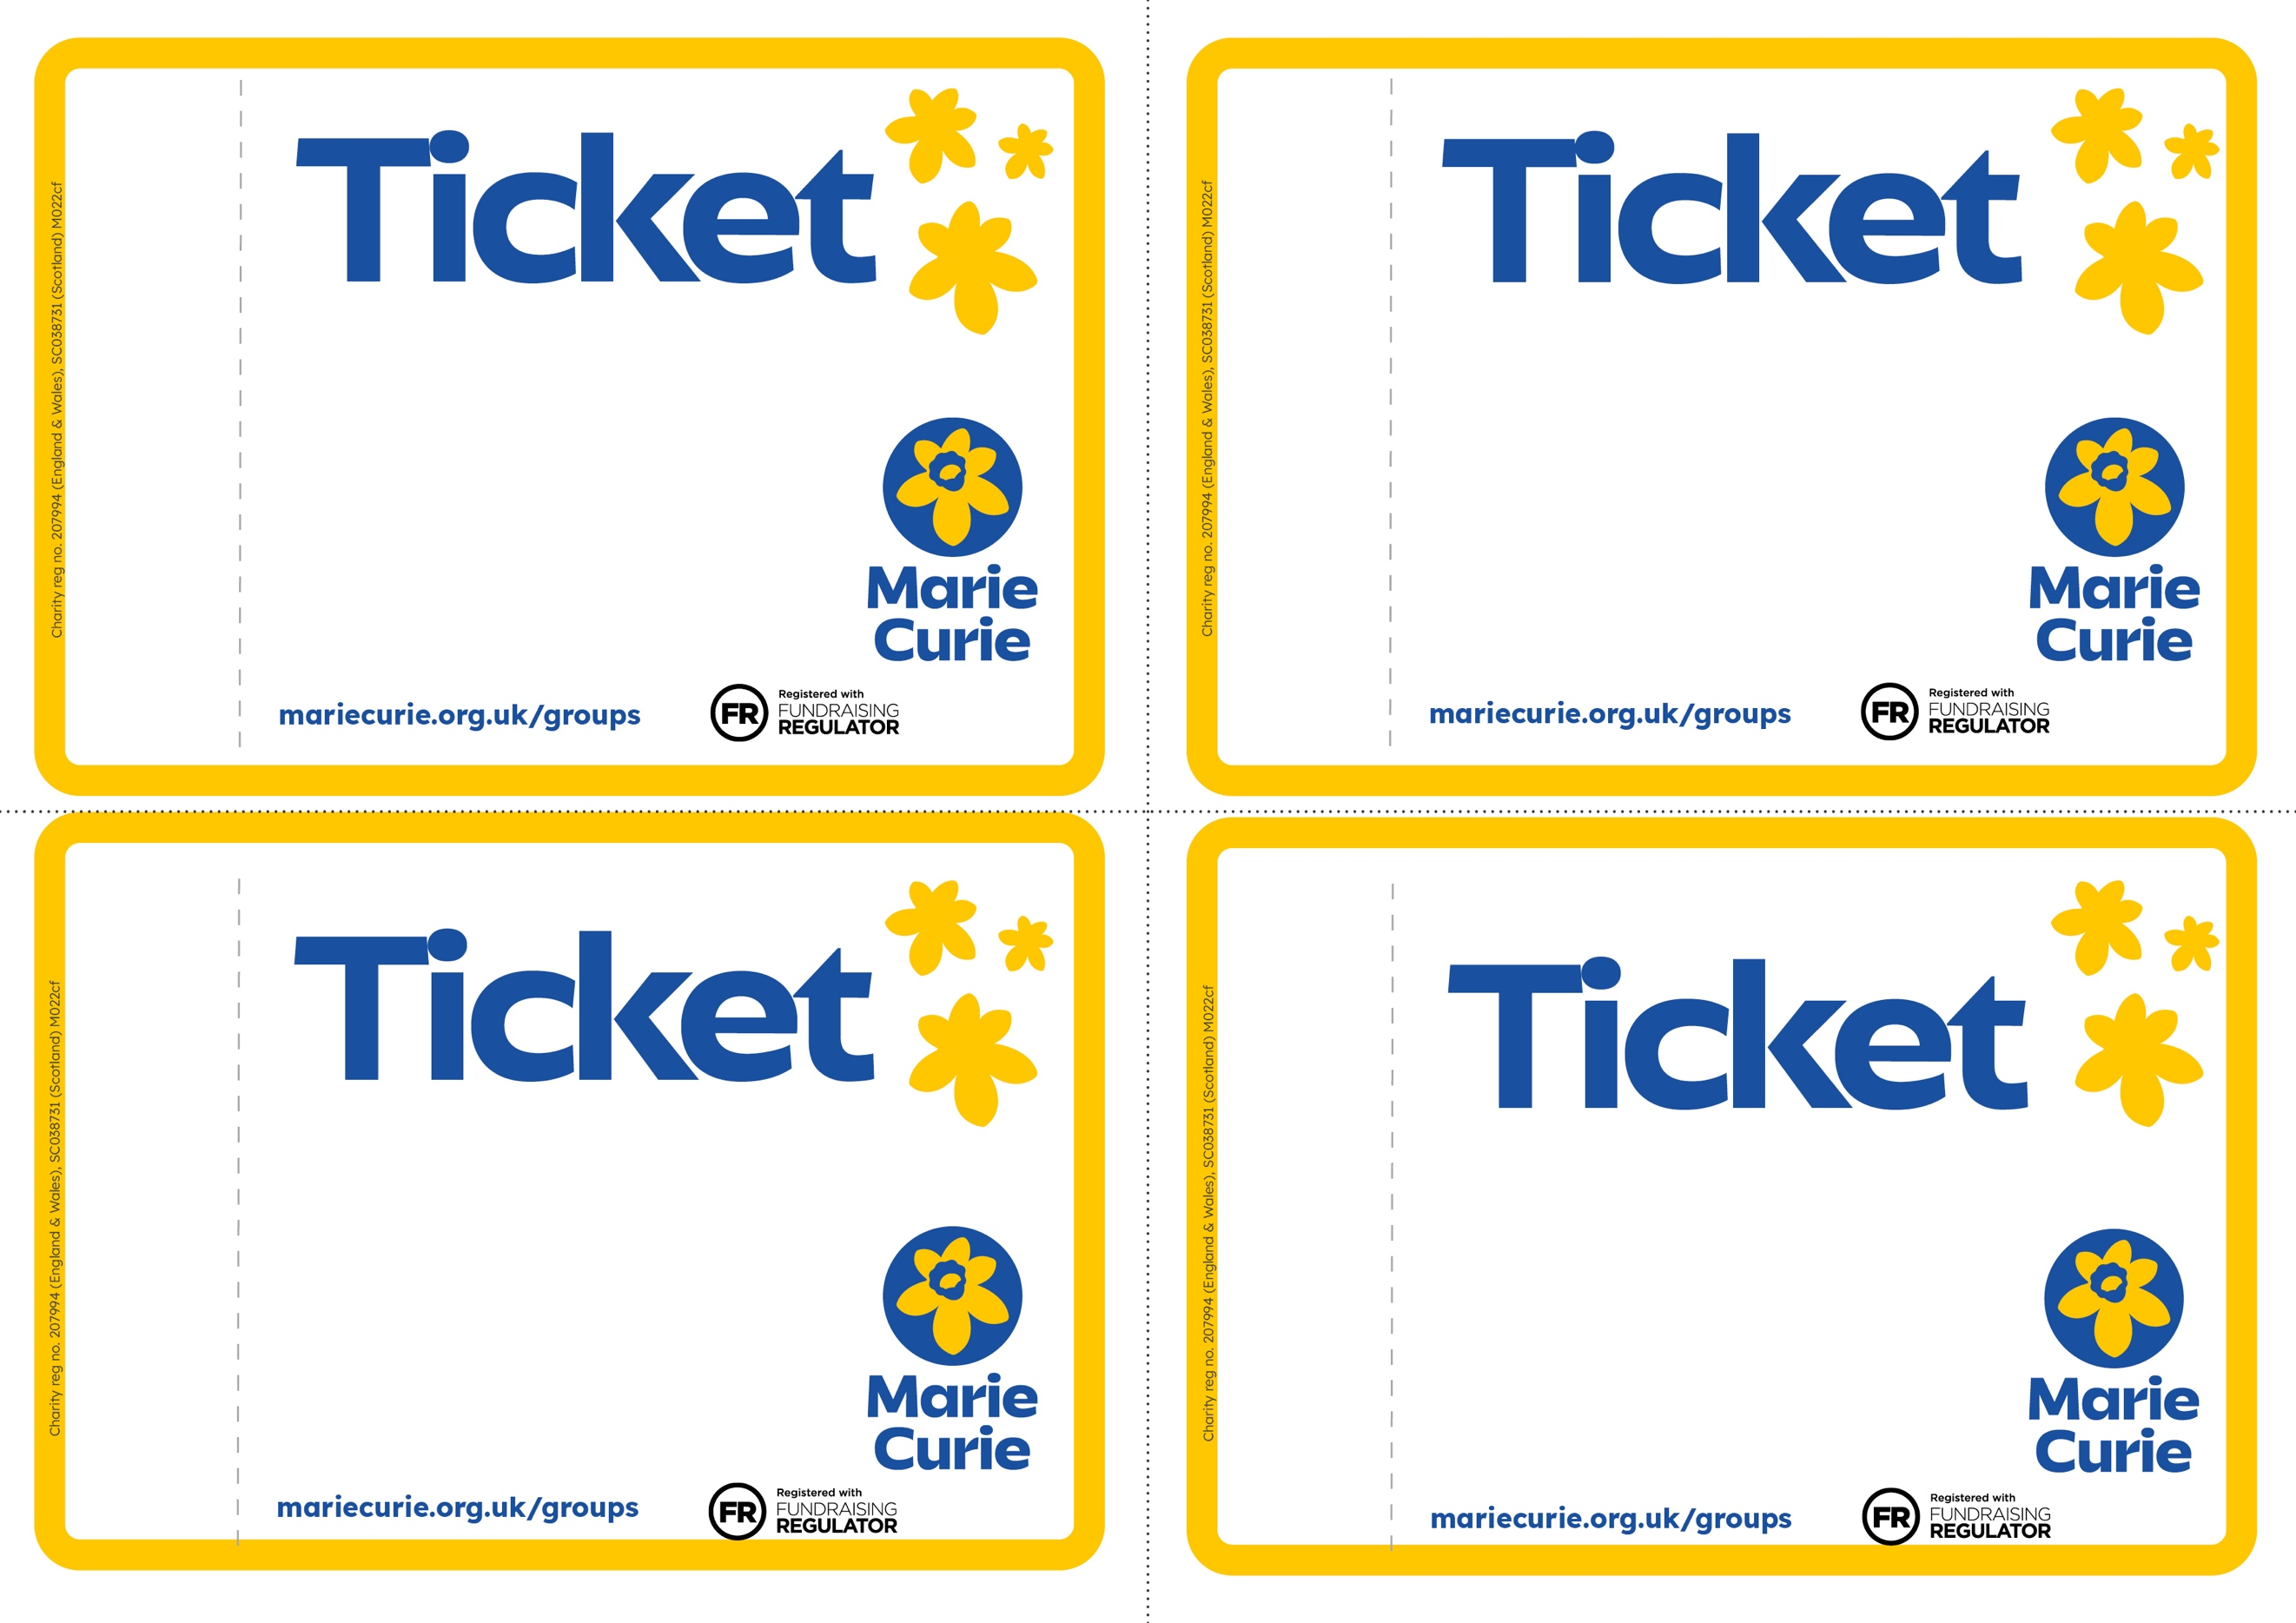 Charity reg no. 207994 (England & Wales), SC038731 (Scotland) M022cf
Ticket
Marie
Curie
mariecurie.org.uk/groups
FR
Registered with
FUNDRAISING
REGULATOR
Charity reg no. 207994 (England & Wales), SC038731 (Scotland) M022cf
Ticket
Marie
Curie
mariecurie.org.uk/groups
FR
Registered with
FUNDRAISING
REGULATOR
Charity reg no. 207994 (England & Wales), SC038731 (Scotland) M022cf
Ticket
Marie
Curie
mariecurie.org.uk/groups
FR
Registered with
FUNDRAISING
REGULATOR
Charity reg no. 207994 (England & Wales), SC038731 (Scotland) M022cf
Ticket
Marie
Curie
mariecurie.org.uk/groups
FR
Registered with
FUNDRAISING
REGULATOR